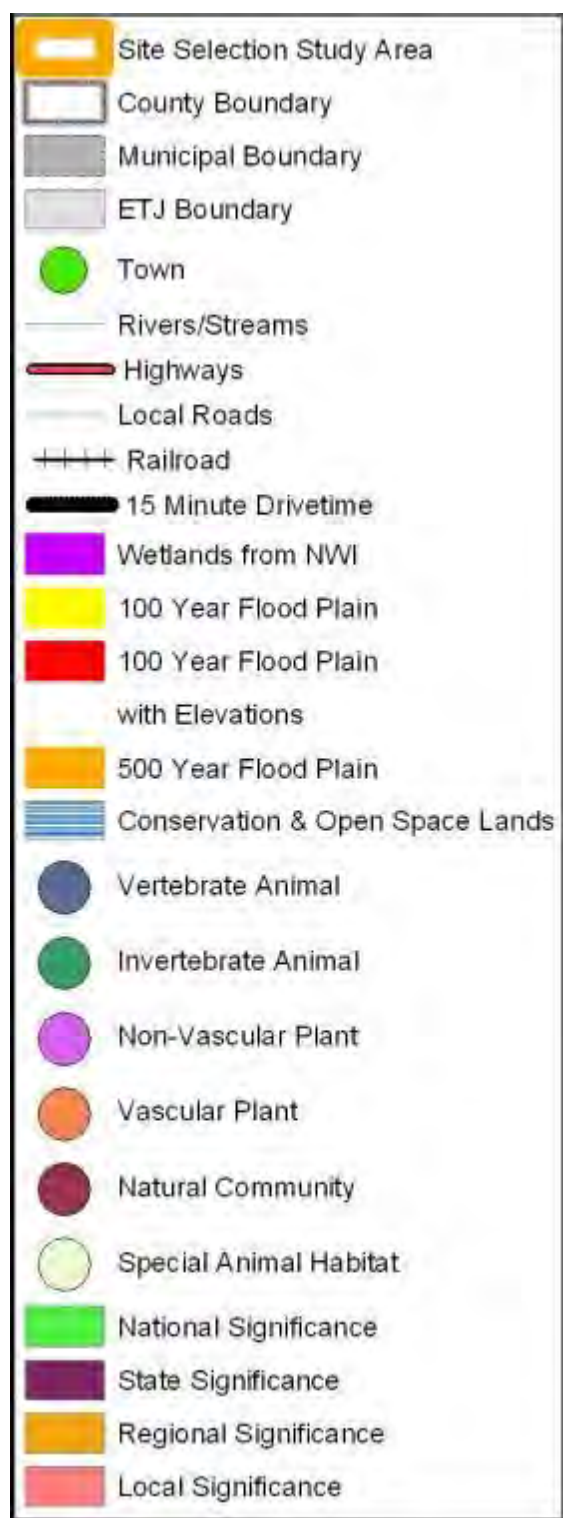 Site Selection Study Area
County Boundary
Municipal Boundary
ETJ Boundary
Town
Rivers/Streams
Highways
Local Roads
Railroad
15 Minute Drivetime
Wetlands from NWI
100 Year Flood Plain
100 Year Flood Plain
with Elevations
500 Year Flood Plain
Conservation & Open Space Lands
Vertebrate Animal
Invertebrate Animal
Non-Vascular Plant
Vascular Plant
Natural Community
Special Animal Habitat
National Significance
State Significance
Regional Significance
Local Significance